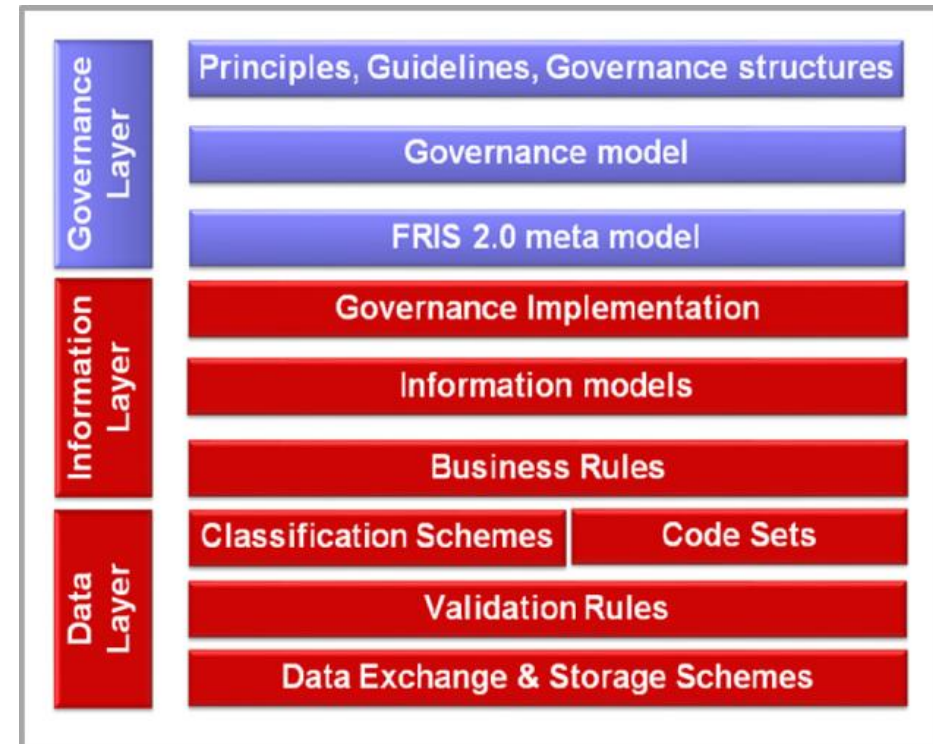 Governance
Layer
Principles, Guidelines, Governance structures
Governance model
FRIS 2.0 meta model
Information
Layer
Governance Implementation
Information models
Business Rules
Data
Layer
Classification Schemes
Code Sets
Validation Rules
Data Exchange & Storage Schemes